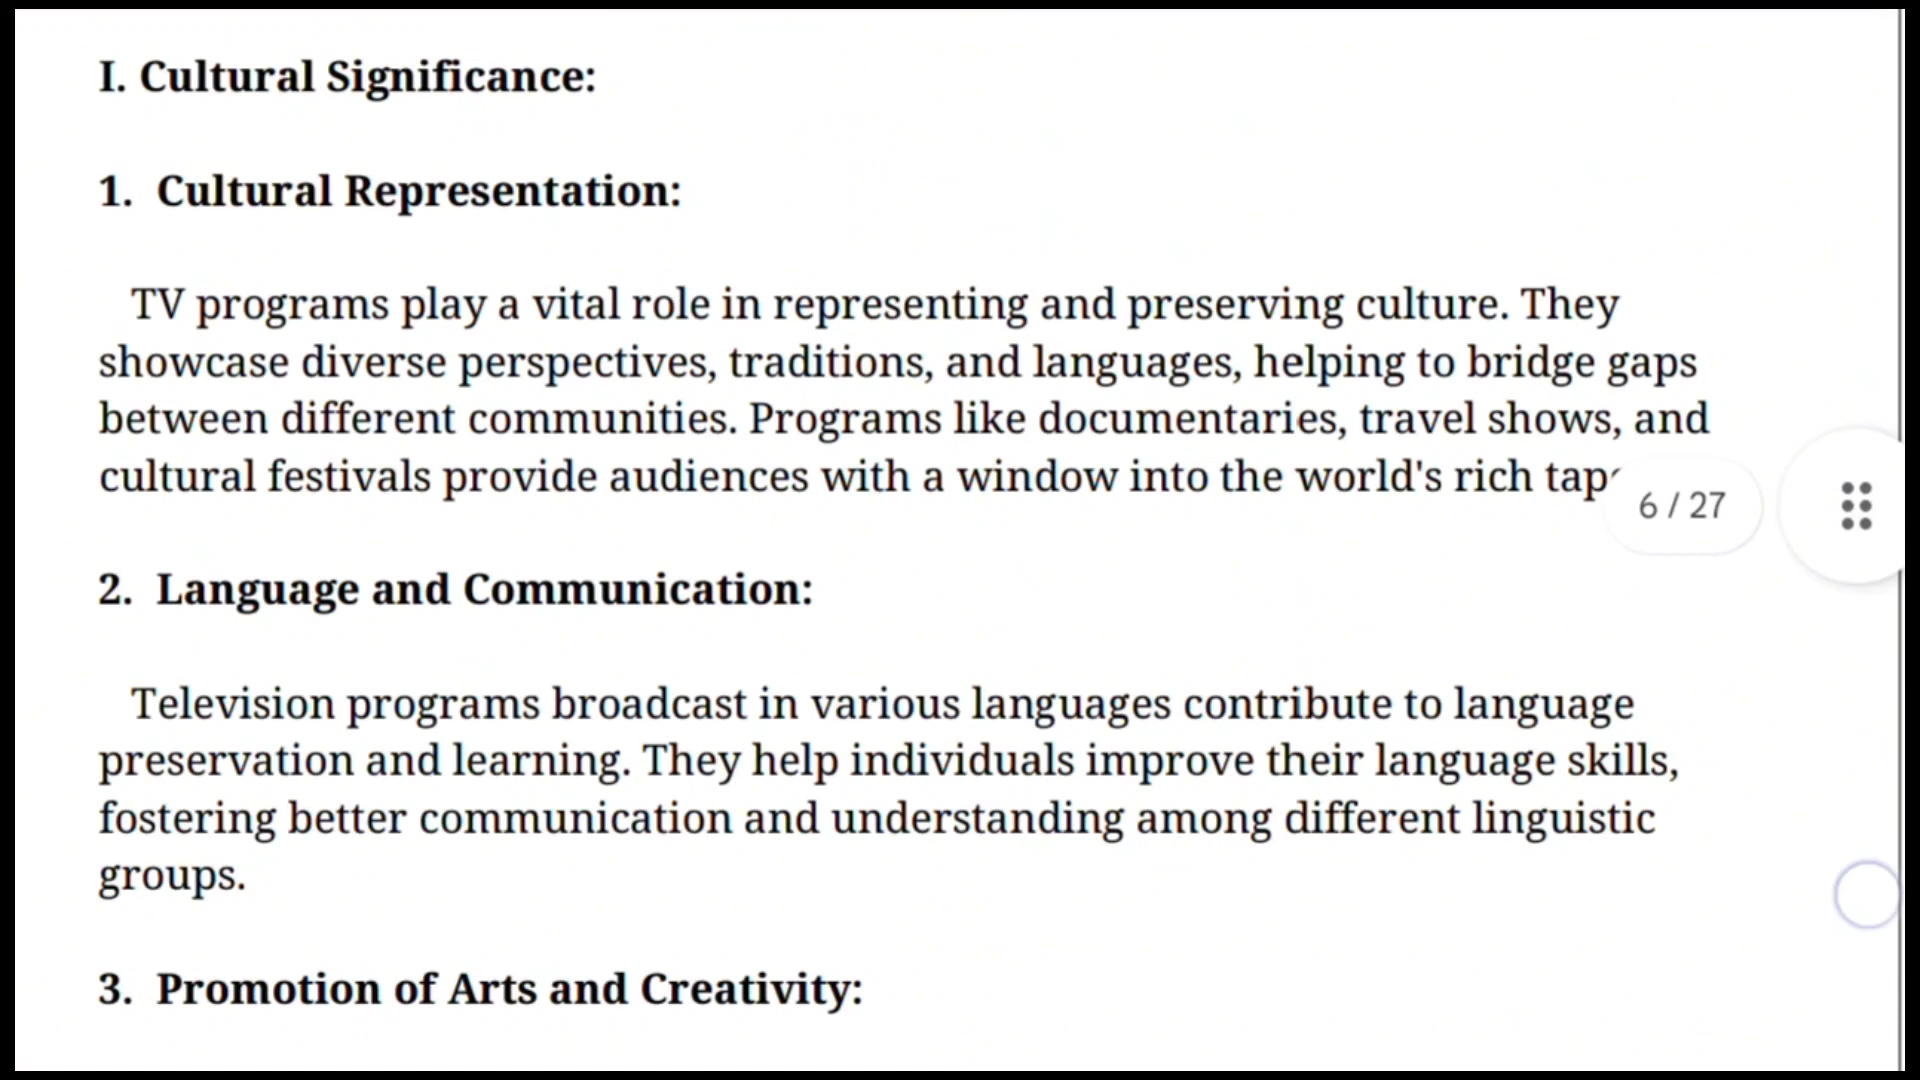 I. Cultural Significance:
1. Cultural Representation:
TV programs play a vital role in representing and preserving culture. They
showcase diverse perspectives, traditions, and languages, helping to bridge gaps
between different communities. Programs like documentaries, travel shows, and
cultural festivals provide audiences with a window into the world's rich
6 / 27
2. Language and Communication:
Television programs broadcast in various languages contribute to language
preservation and learning. They help individuals improve their language skills,
fostering better communication and understanding among different linguistic
groups.
3. Promotion of Arts and Creativity: